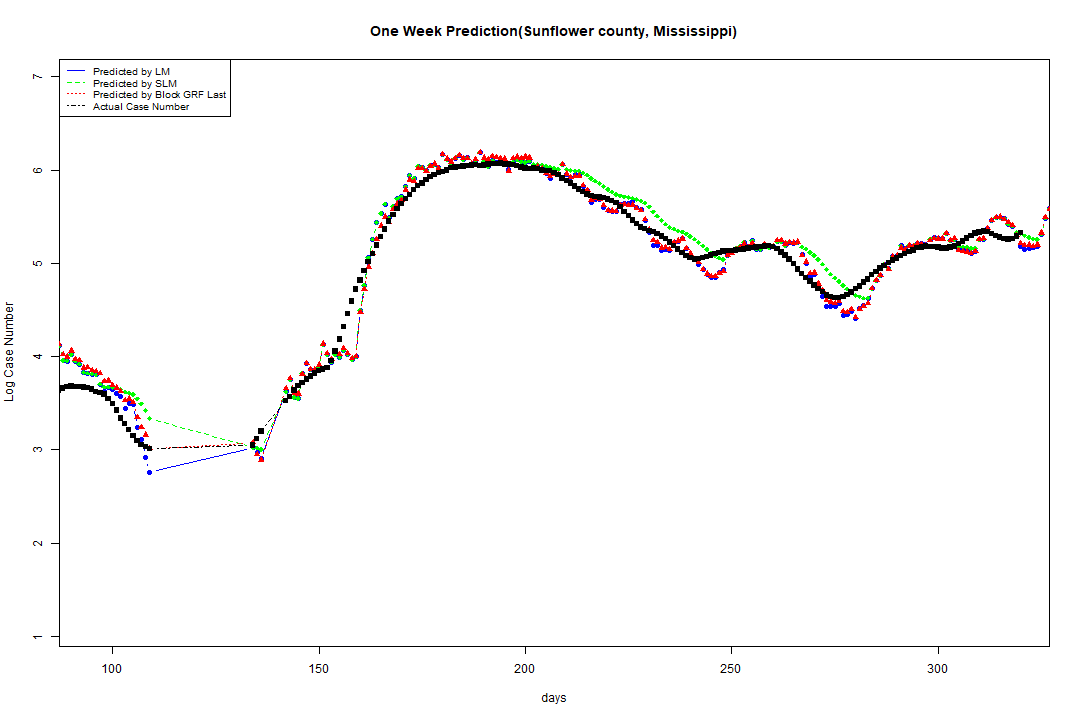 One Week Prediction(Sunflower county, Mississippi)
Predicted by LM
Predicted by SLM
Predicted by Block GRF Last
Actual Case Number
7
6
5
4
3
2
1
Log Case Number
100 150 200 250 300
days